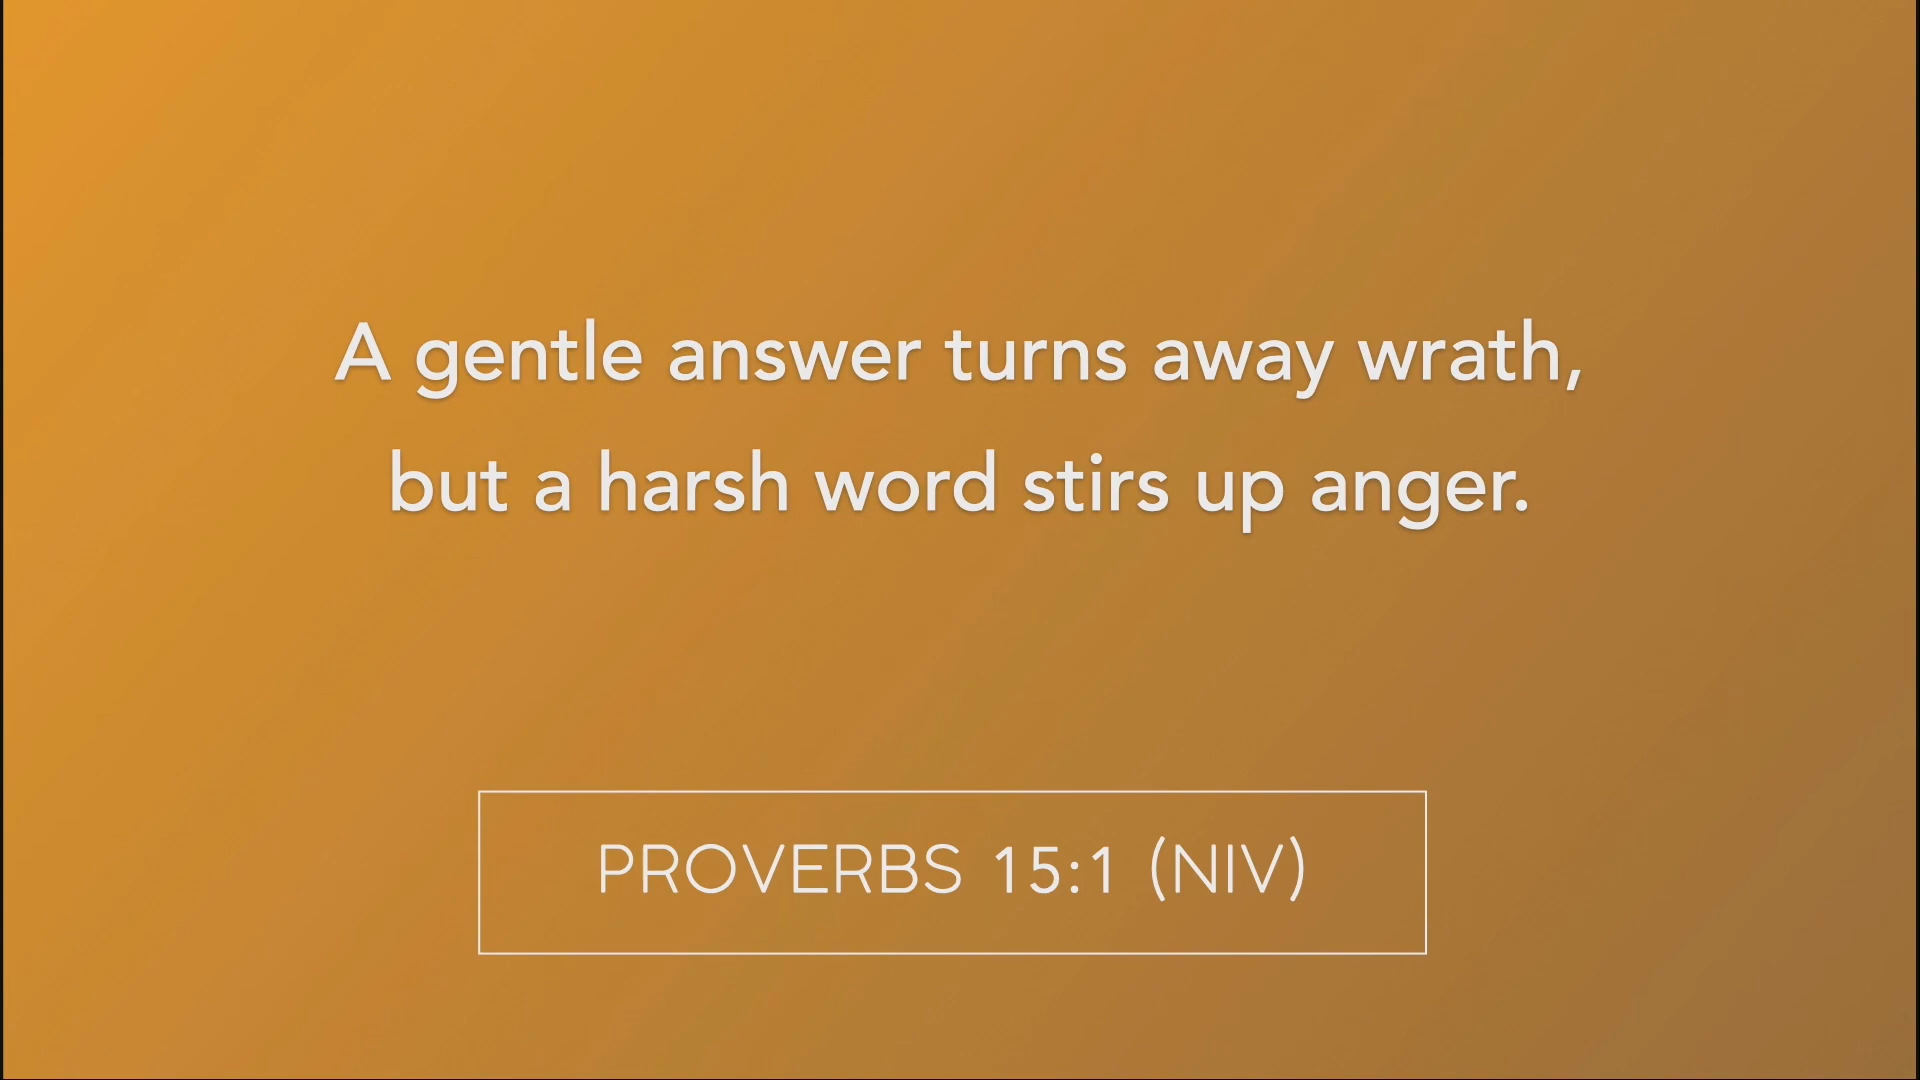 A gentle answer turns away wrath,
but a harsh word stirs up anger.
PROVERBS 15:1 (NIV)